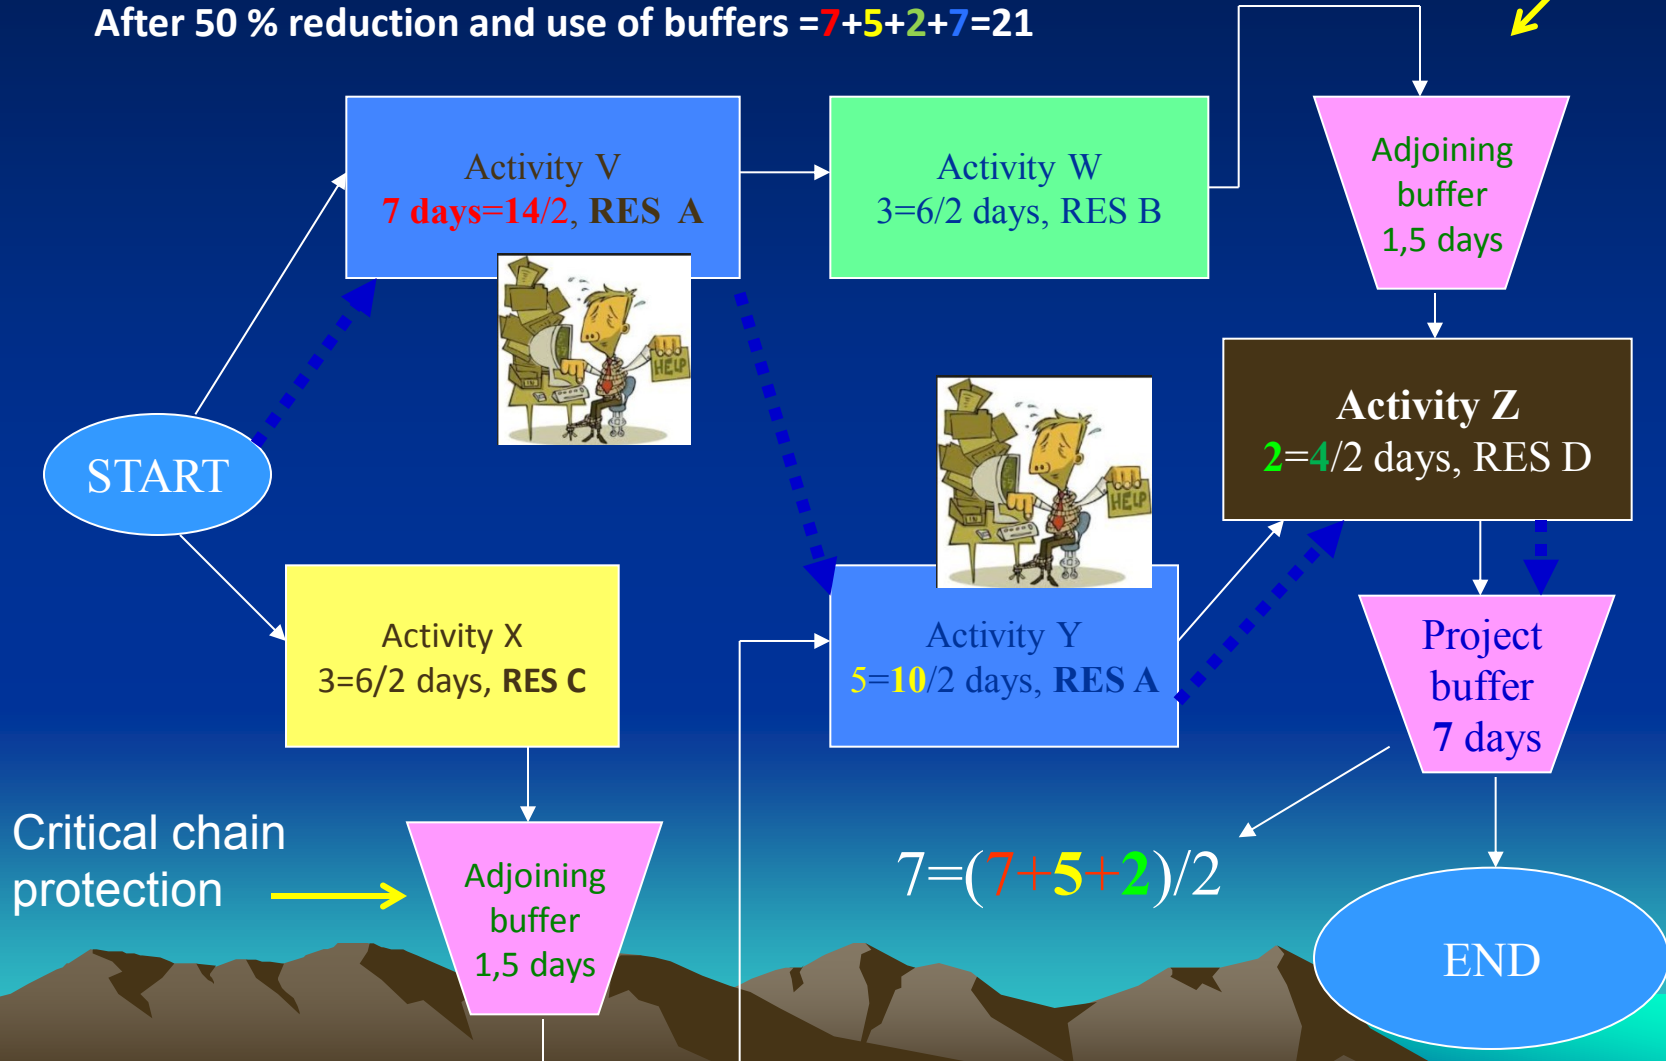 After 50 % reduction and use of buffers =7+5+2+7=21
Activity V
7 days=14/2, RES A
Activity W
3=6/2 days, RES B
Adjoining
buffer
1,5 days
HELP
HELP
Activity Z
2=4/2 days, RES D
START
Activity X
3=6/2 days, RES C
Activity Y
5=10/2 days, RES A
Project
buffer
7 days
Critical chain
protection
Adjoining
buffer
1,5 days
7=(7+5+2)/2
END